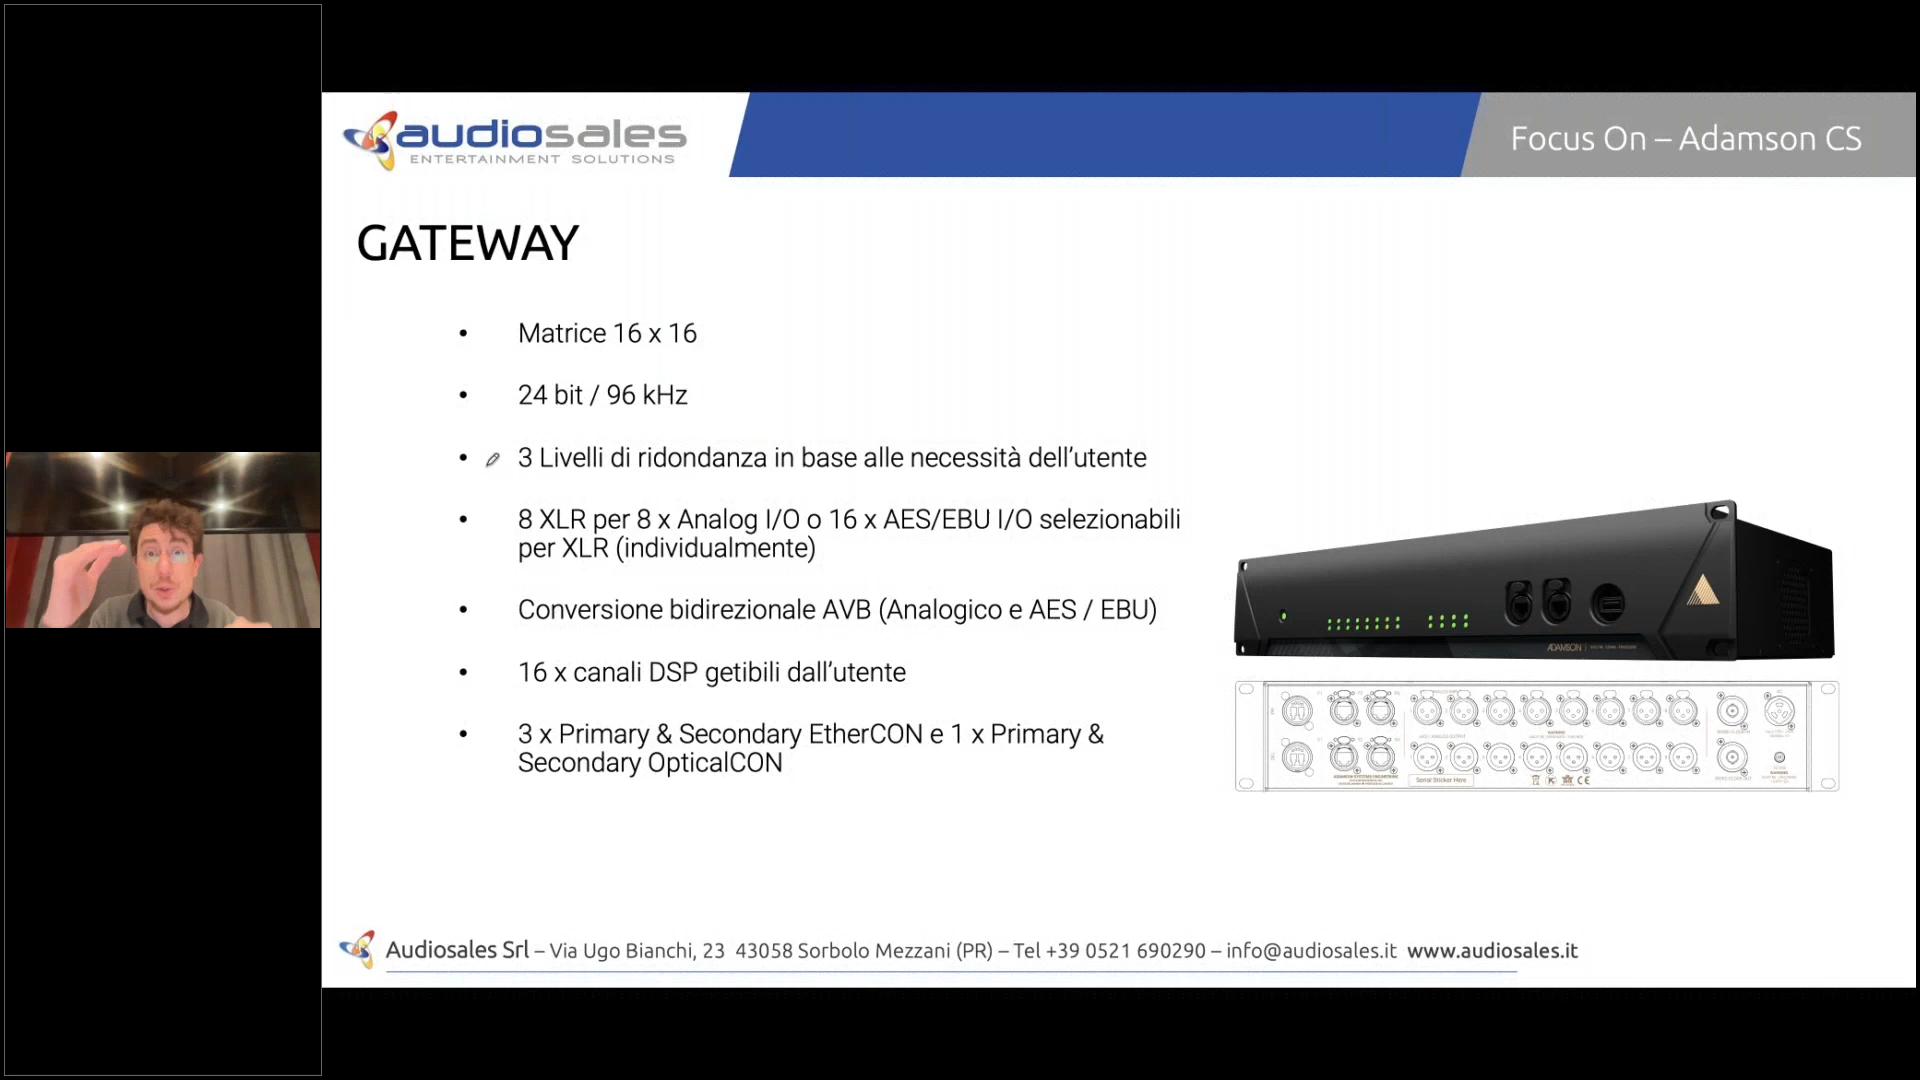 audiosales
ENTERTAINMENT SOLUTIONS
Focus On – Adamson CS
GATEWAY
• Matrice 16 x 16
• 24 bit / 96 kHz
• 3 Livelli di ridondanza in base alle necessità dell’utente
• 8 XLR per 8 x Analog I/O o 16 x AES/EBU I/O selezionabili
per XLR (individualmente)
• Conversione bidirezionale AVB (Analogico e AES / EBU)
• 16 x canali DSP getibili dall’utente
• 3 x Primary & Secondary EtherCON e 1 x Primary &
Secondary OpticalCON
ADAMSON
Serial Sticker Here
Audiosales Srl – Via Ugo Bianchi, 23 43058 Sorbolo Mezzani (PR) – Tel +39 0521 690290 – info@audiosales.it www.audiosales.it